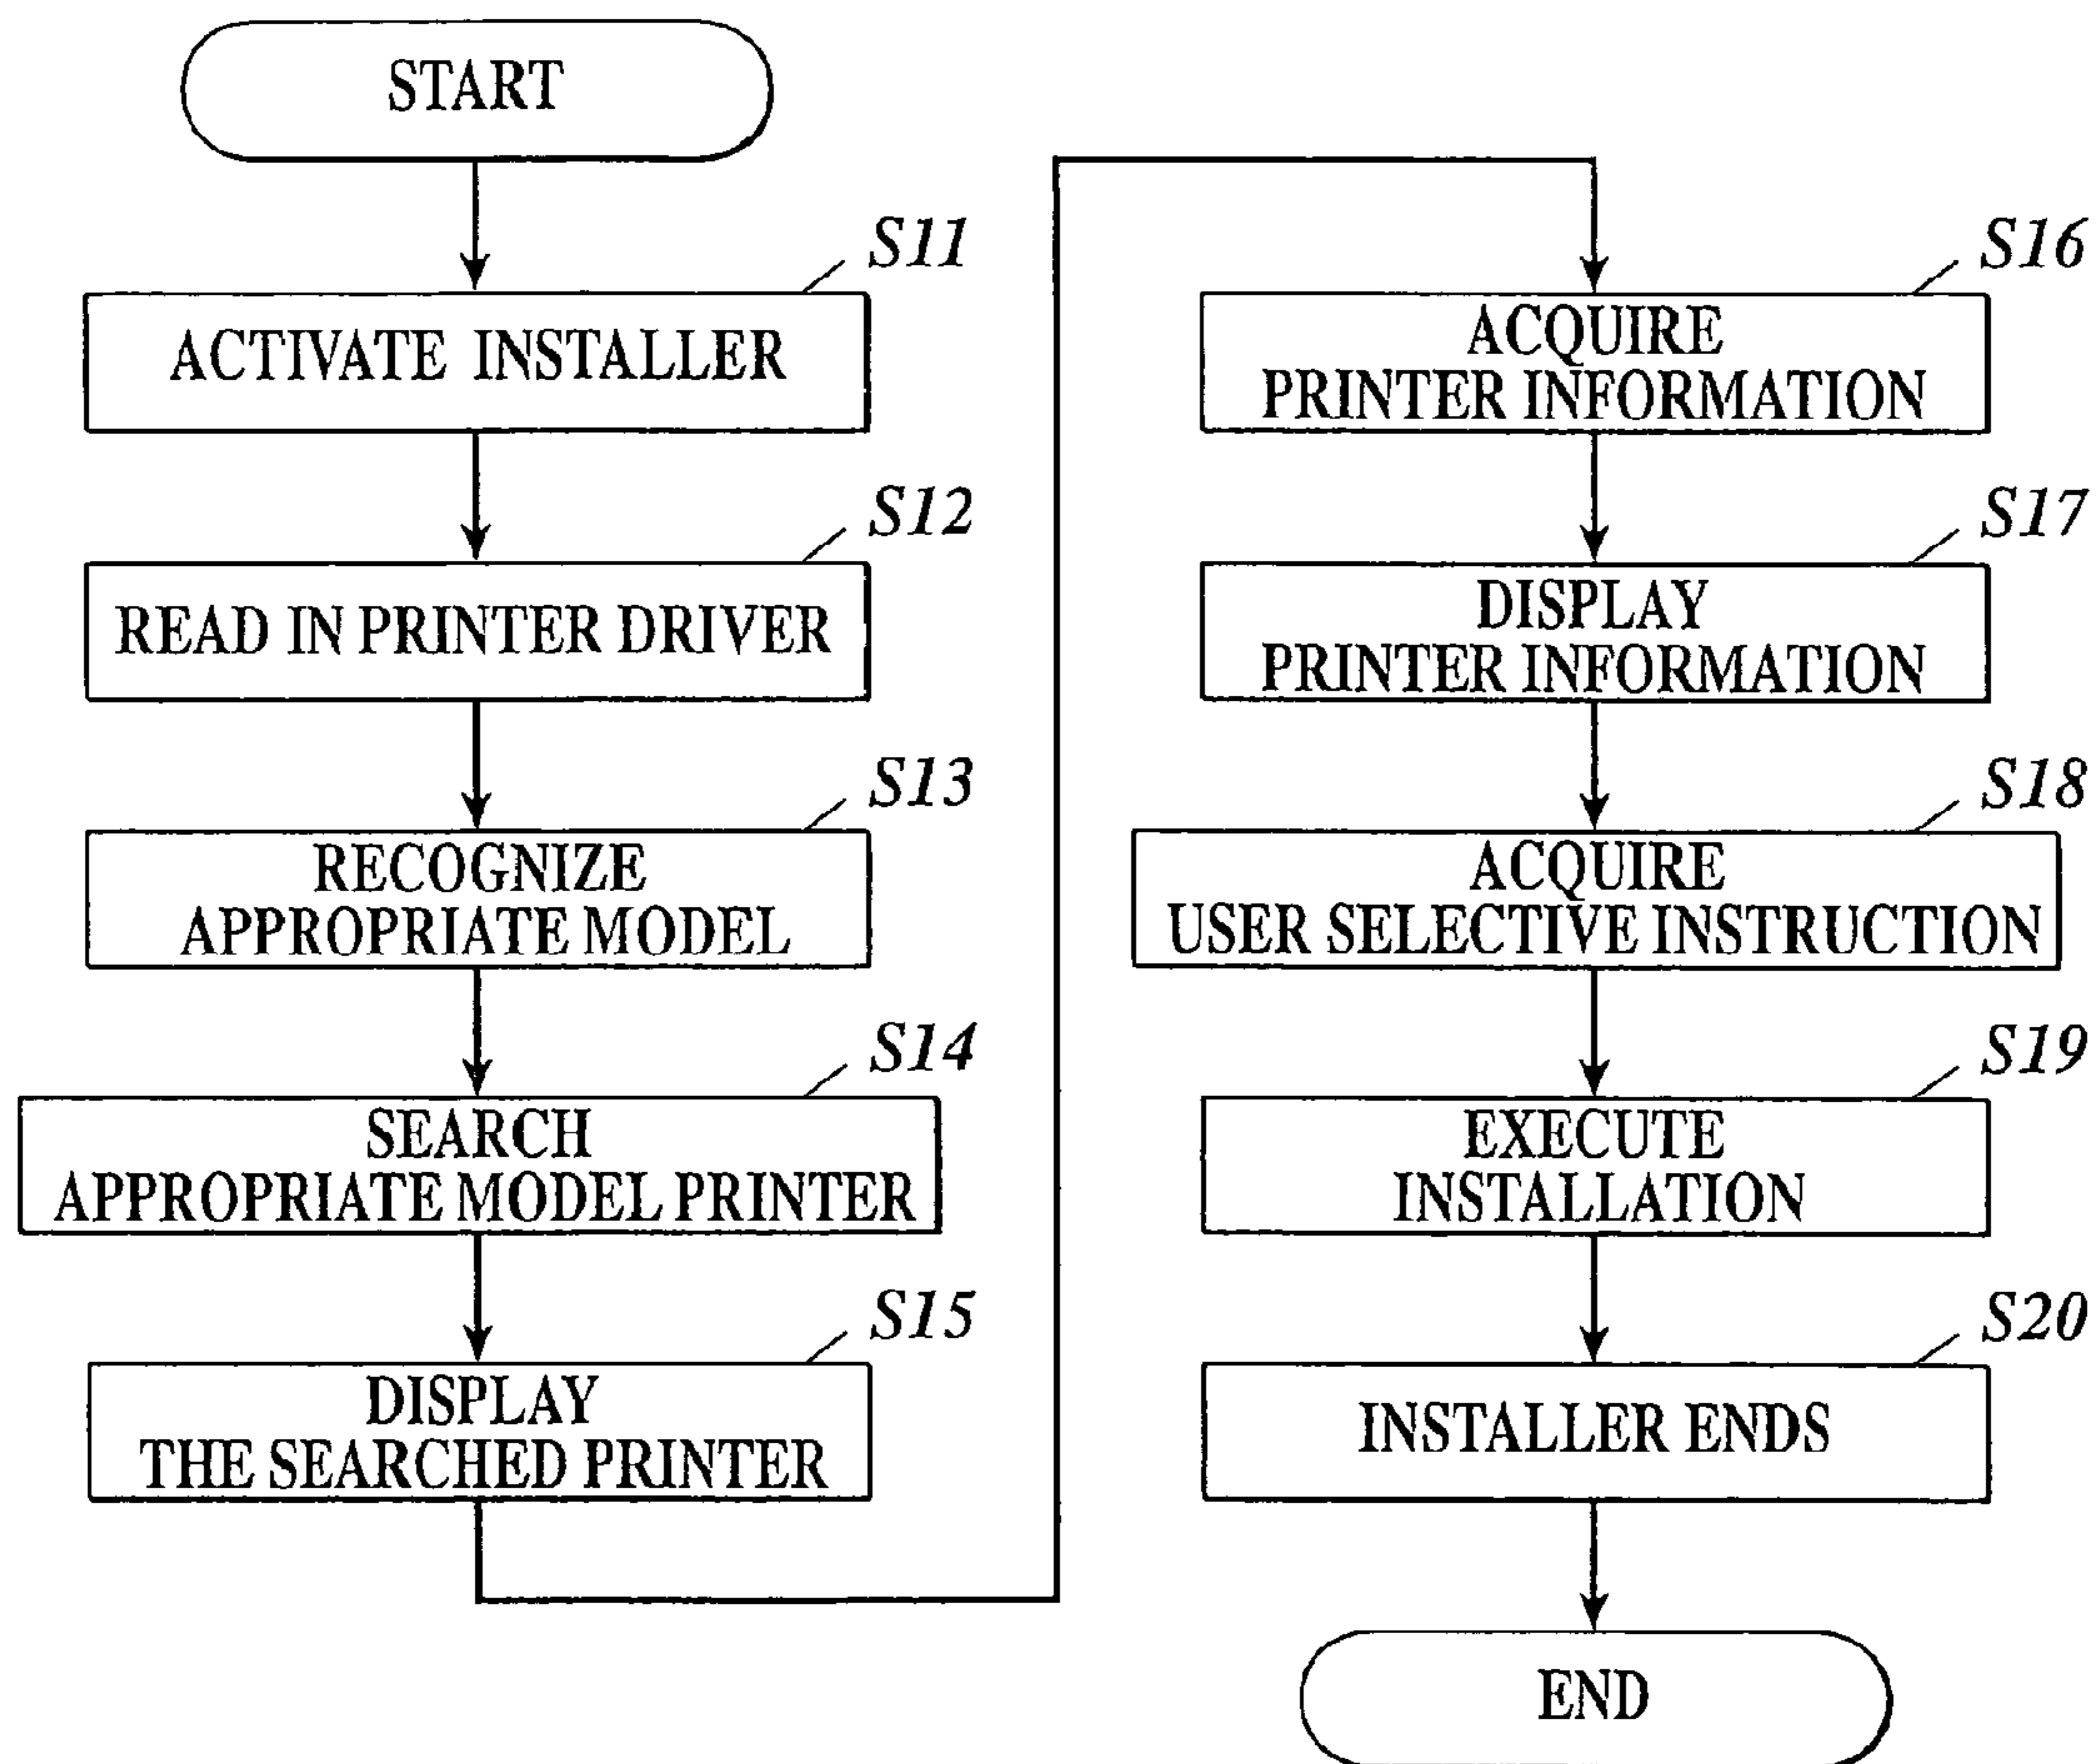 START
S11
ACTIVATE INSTALLER
S12
READ IN PRINTER DRIVER
S13
RECOGNIZE
APPROPRIATE MODEL
S14
SEARCH
APPROPRIATE MODEL PRINTER
S15
DISPLAY
THE SEARCHED PRINTER
S16
ACQUIRE
PRINTER INFORMATION
S17
DISPLAY
PRINTER INFORMATION
S18
ACQUIRE
USER SELECTIVE INSTRUCTION
S19
EXECUTE
INSTALLATION
S20
INSTALLER ENDS
END